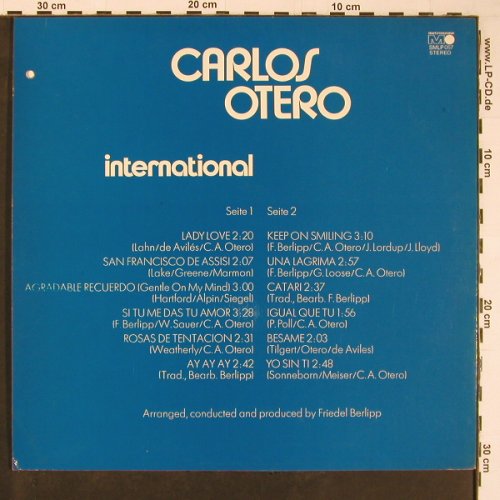 30 cm 20 cm 10 cm
CARLOS
OTERO
SMLP 057
STEREO
international
Seite 1
LADY LOVE 2:20
(Lahn/de Avilés/C.A. Otero)
SAN FRANCISCO DE ASSISI 2:07
(Lake/Greene/Marmon)
AGRADABLE RECUERDO (Gentle On My Mind) 3:00
(Hartford/Alpin/Siegel)
SI TU ME DAS TU AMOR 3:28
(F. Berlipp/W. Sauer/C.A. Otero)
ROSAS DE TENTACION 2:31
(Weatherly/C.A. Otero)
AY AY AY 2:42
(Trad., Bearb. Berlipp)
Seite 2
KEEP ON SMILING 3:10
(F. Berlipp/C.A. Otero/J. Lordup/J. Lloyd)
UNA LAGRIMA 2:57
(F. Berlipp/G. Loose/C.A. Otero)
CATARI 2:37
(Trad., Bearb. F. Berlipp)
IGUAL QUE TU 1:56
(P. Poll/C.A. Otero)
BESAME 2:03
(Tilgert/Otero/de Aviles)
YO SIN TI 2:48
(Sonneborn/Meiser/C.A. Otero)
Arranged, conducted and produced by Friedel Berlipp
www.LP-CD.de
10 cm
20 cm
30 cm